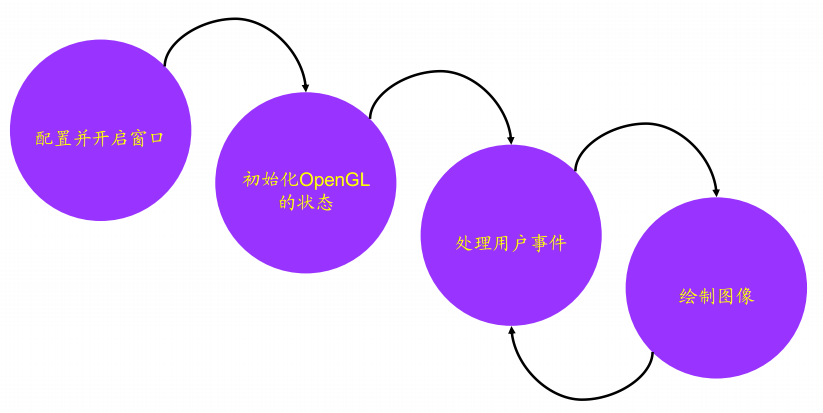 配置并开启窗口
初始化OpenGL
的状态
处理用户事件
绘制图像